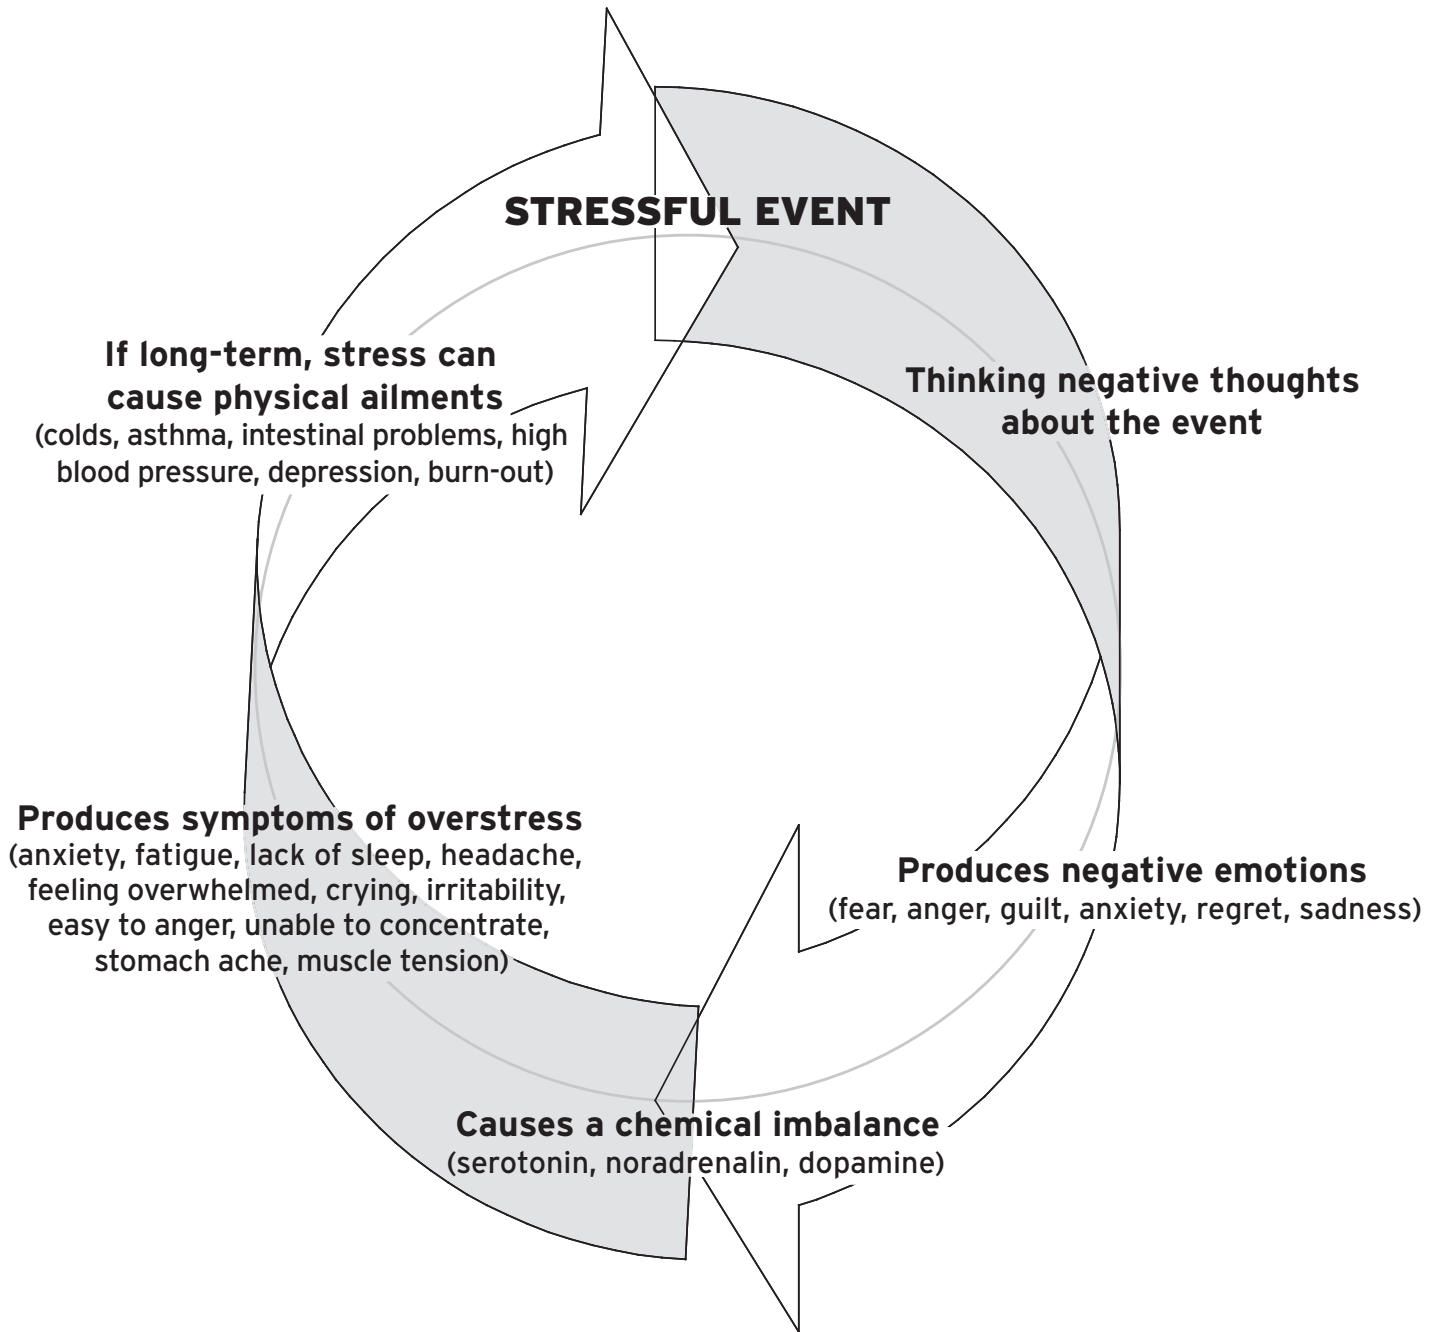 STRESSFUL EVENT
Thinking negative thoughts
about the event
Produces negative emotions
(fear, anger, guilt, anxiety, regret, sadness)
Causes a chemical imbalance
(serotonin, noradrenalin, dopamine)
Produces symptoms of overstress
(anxiety, fatigue, lack of sleep, headache,
feeling overwhelmed, crying, irritability,
easy to anger, unable to concentrate,
stomach ache, muscle tension)
If long-term, stress can
cause physical ailments
(colds, asthma, intestinal problems, high
blood pressure, depression, burn-out)